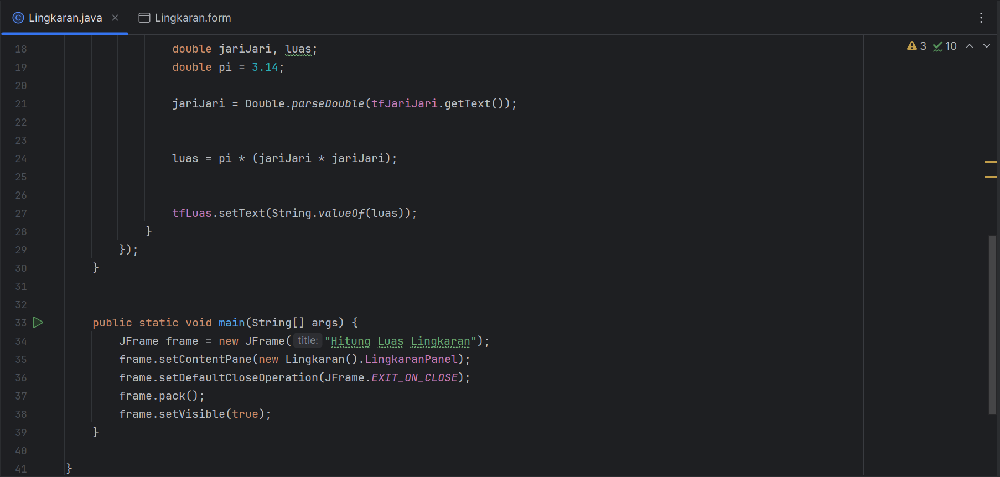 Lingkaran.java Lingkaran.form
3 10
18 double jariJari, luas;
19 double pi = 3.14;
20
21 jariJari = Double.parseDouble(tfJariJari.getText());
22
23
24 luas = pi * (jariJari * jariJari);
25
26
27 tfLuas.setText(String.valueOf(luas));
28 }
29 });
30 }
31
32
33 public static void main(String[] args) {
34 JFrame frame = new JFrame( title: "Hitung Luas Lingkaran");
35 frame.setContentPane(new Lingkaran().LingkaranPanel);
36 frame.setDefaultCloseOperation(JFrame.EXIT_ON_CLOSE);
37 frame.pack();
38 frame.setVisible(true);
39 }
40
41 }